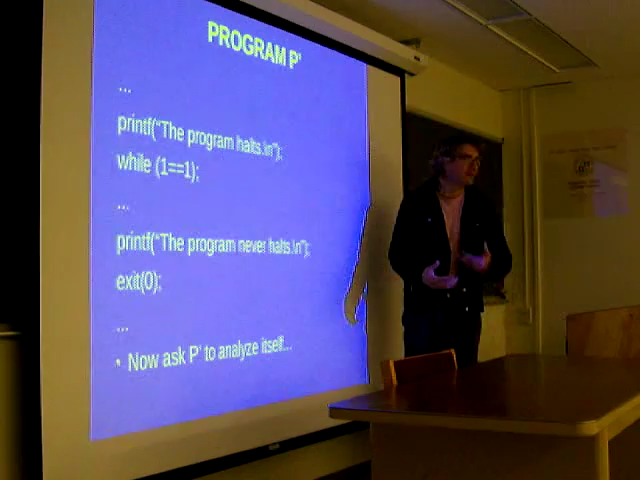 PROGRAM P'
...
printf("The program halts.\n");
while (1==1);
...
printf("The program never halts.\n");
exit(0);
...
• Now ask P' to analyze itself...